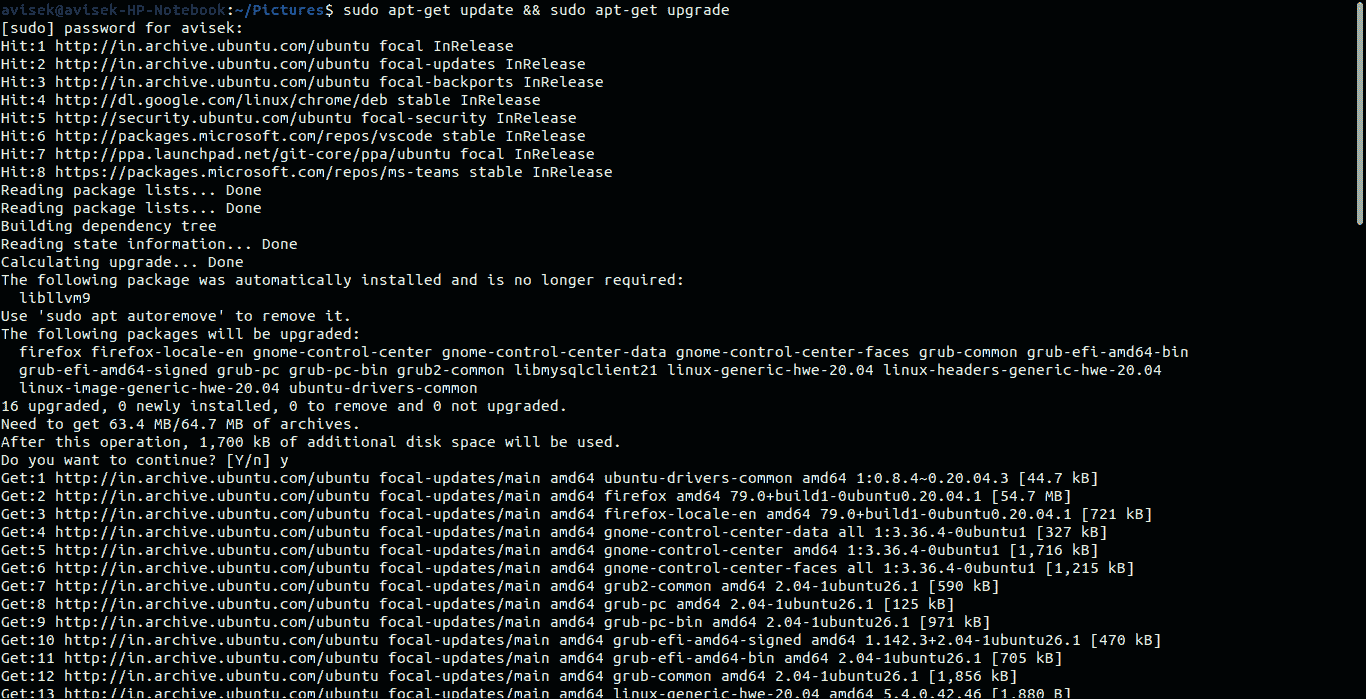 avisek@avisek-HP-Notebook:~/Pictures$ sudo apt-get update && sudo apt-get upgrade
[sudo] password for avisek:
Hit:1 http://in.archive.ubuntu.com/ubuntu focal InRelease
Hit:2 http://in.archive.ubuntu.com/ubuntu focal-updates InRelease
Hit:3 http://in.archive.ubuntu.com/ubuntu focal-backports InRelease
Hit:4 http://dl.google.com/linux/chrome/deb stable InRelease
Hit:5 http://security.ubuntu.com/ubuntu focal-security InRelease
Hit:6 http://packages.microsoft.com/repos/vscode stable InRelease
Hit:7 http://ppa.launchpad.net/git-core/ppa/ubuntu focal InRelease
Hit:8 https://packages.microsoft.com/repos/ms-teams stable InRelease
Reading package lists... Done
Reading package lists... Done
Building dependency tree
Reading state information... Done
Calculating upgrade... Done
The following package was automatically installed and is no longer required:
  libllvm9
Use 'sudo apt autoremove' to remove it.
The following packages will be upgraded:
  firefox firefox-locale-en gnome-control-center gnome-control-center-data gnome-control-center-faces grub-common grub-efi-amd64-bin
  grub-efi-amd64-signed grub-pc grub-pc-bin grub2-common libmysqlclient21 linux-generic-hwe-20.04 linux-headers-generic-hwe-20.04
  linux-image-generic-hwe-20.04 ubuntu-drivers-common
16 upgraded, 0 newly installed, 0 to remove and 0 not upgraded.
Need to get 63.4 MB/64.7 MB of archives.
After this operation, 1,700 kB of additional disk space will be used.
Do you want to continue? [Y/n] y
Get:1 http://in.archive.ubuntu.com/ubuntu focal-updates/main amd64 ubuntu-drivers-common amd64 1:0.8.4~0.20.04.3 [44.7 kB]
Get:2 http://in.archive.ubuntu.com/ubuntu focal-updates/main amd64 firefox amd64 79.0+build1-0ubuntu0.20.04.1 [54.7 MB]
Get:3 http://in.archive.ubuntu.com/ubuntu focal-updates/main amd64 firefox-locale-en amd64 79.0+build1-0ubuntu0.20.04.1 [721 kB]
Get:4 http://in.archive.ubuntu.com/ubuntu focal-updates/main amd64 gnome-control-center-data all 1:3.36.4-0ubuntu1 [327 kB]
Get:5 http://in.archive.ubuntu.com/ubuntu focal-updates/main amd64 gnome-control-center amd64 1:3.36.4-0ubuntu1 [1,716 kB]
Get:6 http://in.archive.ubuntu.com/ubuntu focal-updates/main amd64 gnome-control-center-faces all 1:3.36.4-0ubuntu1 [1,215 kB]
Get:7 http://in.archive.ubuntu.com/ubuntu focal-updates/main amd64 grub2-common amd64 2.04-1ubuntu26.1 [590 kB]
Get:8 http://in.archive.ubuntu.com/ubuntu focal-updates/main amd64 grub-pc amd64 2.04-1ubuntu26.1 [125 kB]
Get:9 http://in.archive.ubuntu.com/ubuntu focal-updates/main amd64 grub-pc-bin amd64 2.04-1ubuntu26.1 [971 kB]
Get:10 http://in.archive.ubuntu.com/ubuntu focal-updates/main amd64 grub-efi-amd64-signed amd64 1.142.3+2.04-1ubuntu26.1 [470 kB]
Get:11 http://in.archive.ubuntu.com/ubuntu focal-updates/main amd64 grub-efi-amd64-bin amd64 2.04-1ubuntu26.1 [705 kB]
Get:12 http://in.archive.ubuntu.com/ubuntu focal-updates/main amd64 grub-common amd64 2.04-1ubuntu26.1 [1,856 kB]
Get:13 http://in.archive.ubuntu.com/ubuntu focal-updates/main amd64 linux-generic-hwe-20.04 amd64 5.4.0.42.46 [1,880 B]